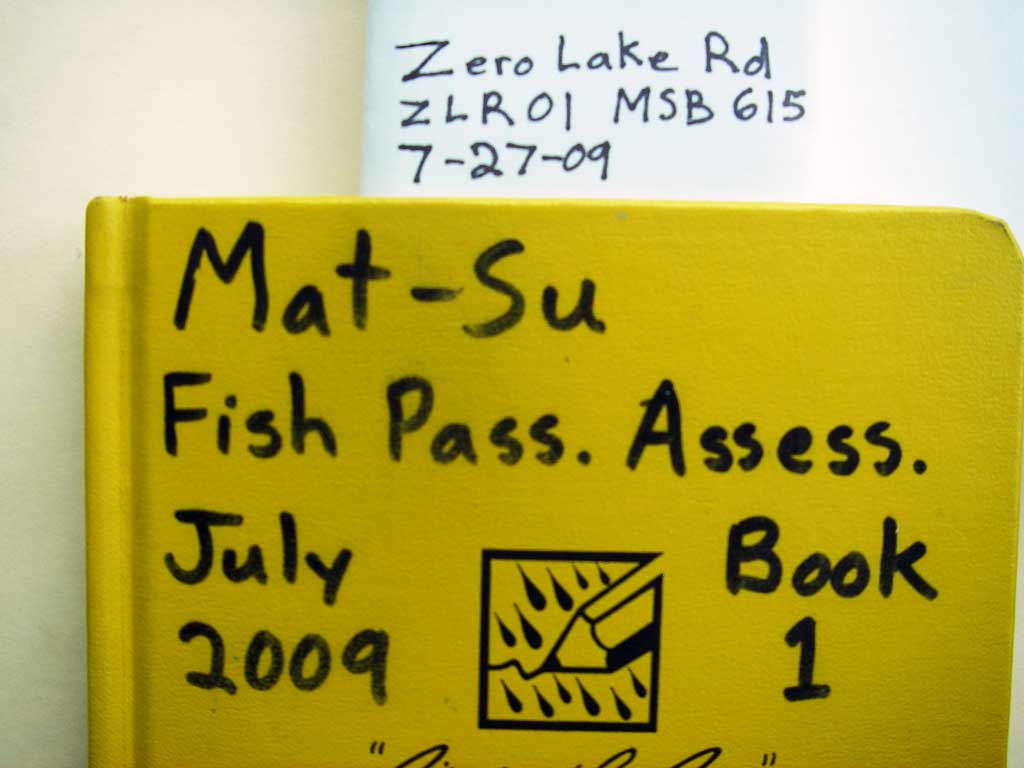 Zero Lake Rd
ZLR01 MSB 615
7-27-09
Mat-Su
Fish Pass. Assess.
July Book
2009 1